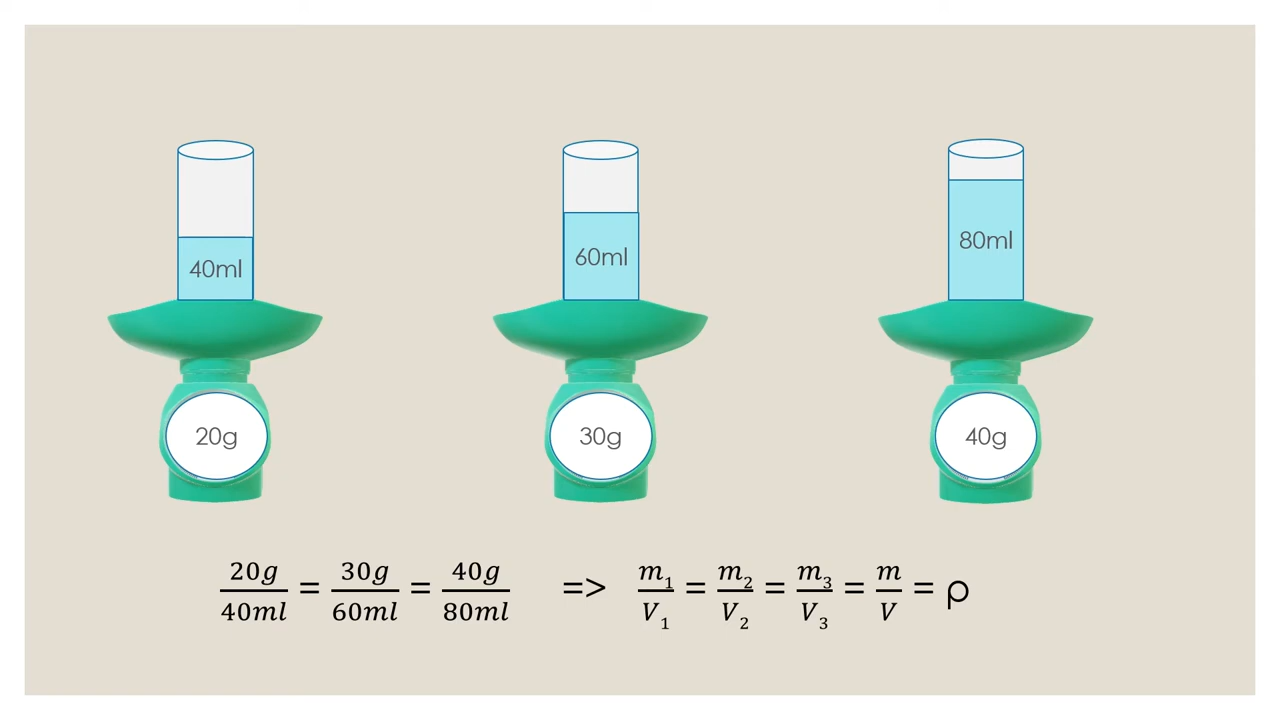 40ml 60ml 80ml
20g 30g 40g
20g/40ml = 30g/60ml = 40g/80ml => m₁/V₁ = m₂/V₂ = m₃/V₃ = m/V = ρ